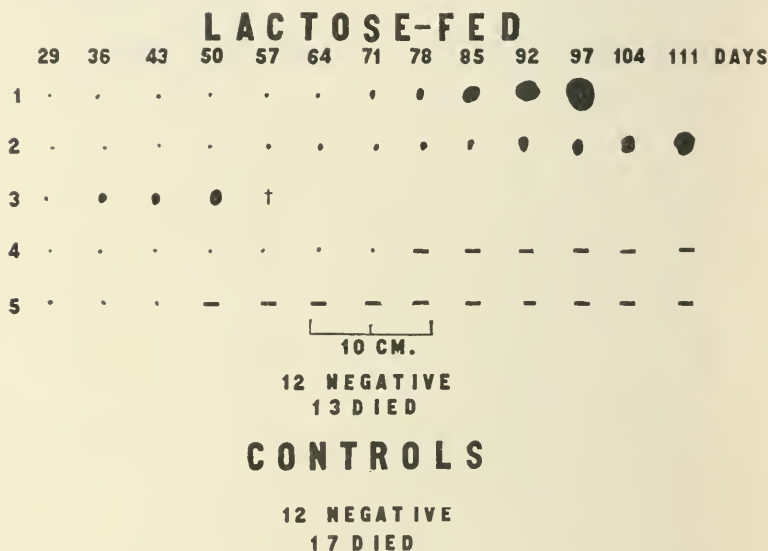 LACTOSE-FED
29 36 43 50 57 64 71 78 85 92 97 104 111 DAYS
1
2
3 †
4 – – – – – –
5 – – – – – – – – – –
10 CM.
12 NEGATIVE
13 DIED
CONTROLS
12 NEGATIVE
17 DIED